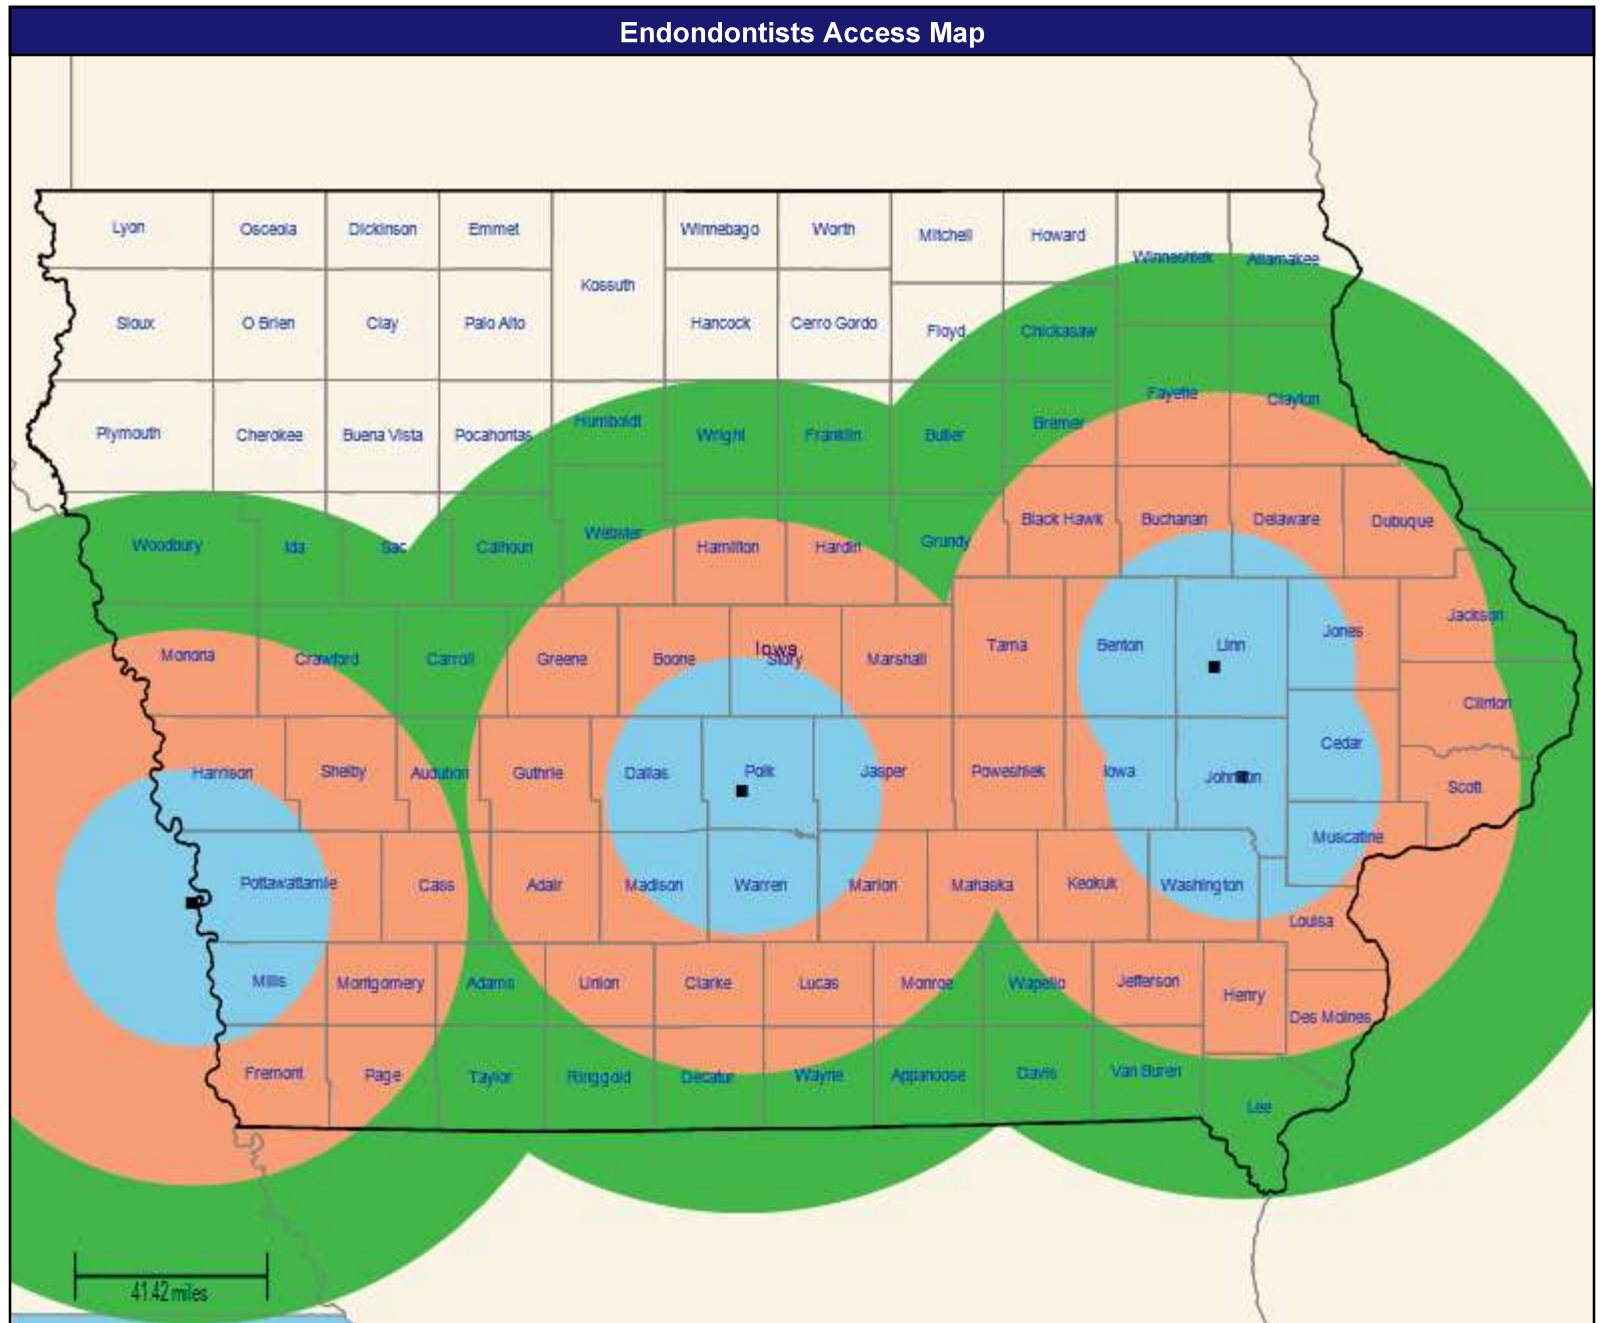 Endondontists Access Map
Lyon
Osceola
Dickinson
Emmet
Winnebago
Worth
Mitchell
Howard
Winneshiek
Allamakee
Kossuth
Sioux
O Brien
Clay
Palo Alto
Hancock
Cerro Gordo
Floyd
Chickasaw
Fayette
Clayton
Plymouth
Cherokee
Buena Vista
Pocahontas
Humboldt
Wright
Franklin
Butler
Bremer
Woodbury
Ida
Sac
Calhoun
Webster
Hamilton
Hardin
Grundy
Black Hawk
Buchanan
Delaware
Dubuque
Monona
Crawford
Carroll
Greene
Boone
Iowa
Story
Marshall
Tama
Benton
Linn
Jones
Jackson
Clinton
Harrison
Shelby
Audubon
Guthrie
Dallas
Polk
Jasper
Poweshiek
Iowa
Johnson
Cedar
Scott
Muscatine
Pottawattamie
Cass
Adair
Madison
Warren
Marion
Mahaska
Keokuk
Washington
Louisa
Mills
Montgomery
Adams
Union
Clarke
Lucas
Monroe
Wapello
Jefferson
Henry
Des Moines
Fremont
Page
Taylor
Ringgold
Decatur
Wayne
Appanoose
Davis
Van Buren
Lee
41.42 miles